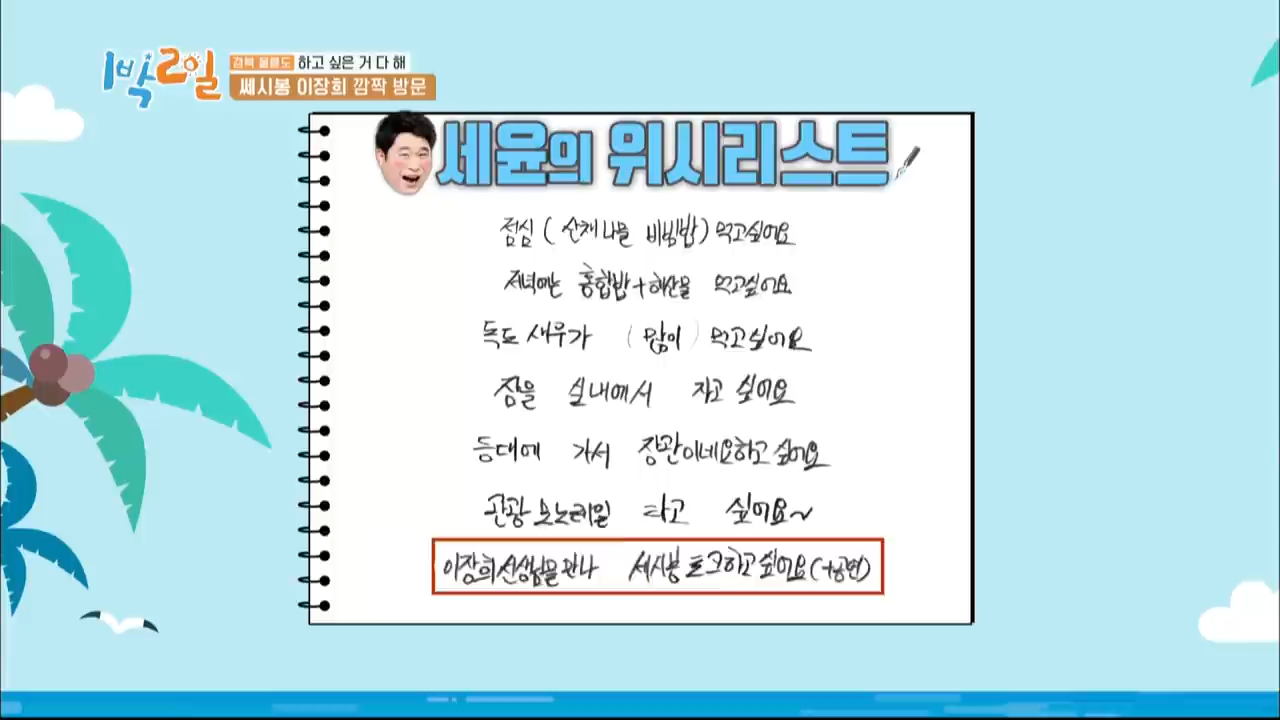 1박2일
경북 울릉도 하고 싶은 거 다 해
쎄시봉 이장희 깜짝 방문
세윤의 위시리스트
점심 ( 산채나물 비빔밥) 먹고싶어요
저녁에는 홍합밥+해산물 먹고싶어요
독도 새우가 (많이) 먹고싶어요
잠을 실내에서 자고 싶어요
등대에 가서 장관이네요하고싶어요
관광 모노레일 타고 싶어요~
이장희선생님을 만나 쎄시봉 토크하고싶어요(+공연)